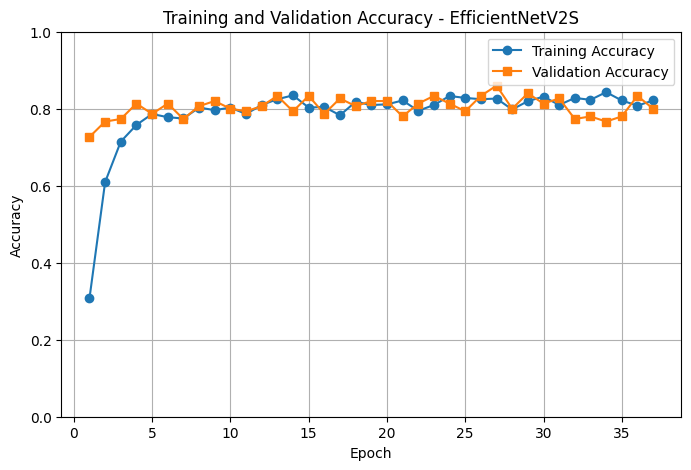 Training and Validation Accuracy - EfficientNetV2S
Training Accuracy
Validation Accuracy
Accuracy
1.0
0.8
0.6
0.4
0.2
0.0
0 5 10 15 20 25 30 35
Epoch